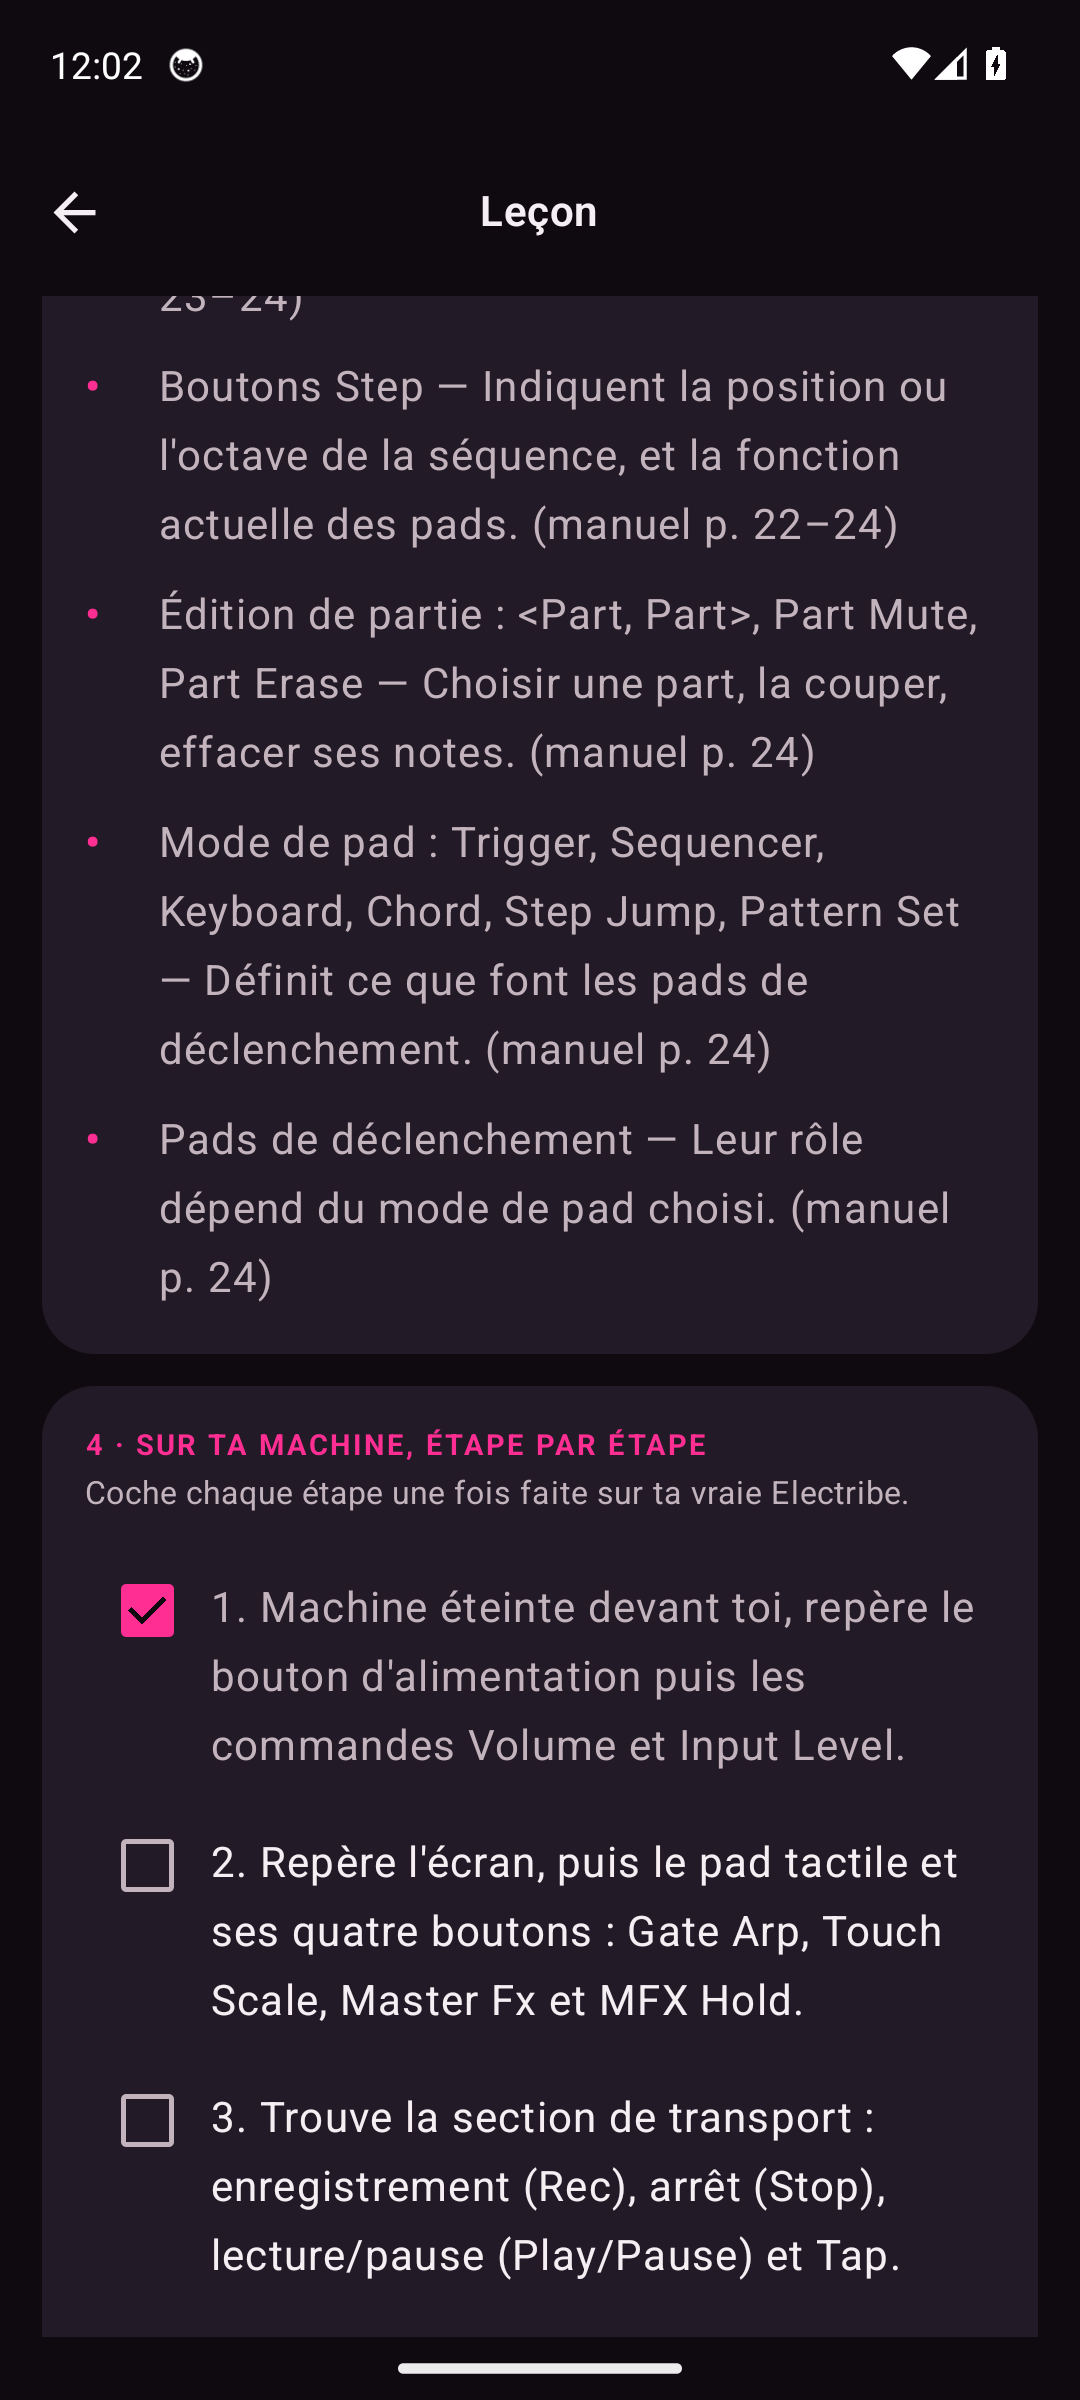 12:02
Leçon
23–24)
• Boutons Step — Indiquent la position ou
l'octave de la séquence, et la fonction
actuelle des pads. (manuel p. 22–24)
• Édition de partie : <Part, Part>, Part Mute,
Part Erase — Choisir une part, la couper,
effacer ses notes. (manuel p. 24)
• Mode de pad : Trigger, Sequencer,
Keyboard, Chord, Step Jump, Pattern Set
— Définit ce que font les pads de
déclenchement. (manuel p. 24)
• Pads de déclenchement — Leur rôle
dépend du mode de pad choisi. (manuel
p. 24)
4 · SUR TA MACHINE, ÉTAPE PAR ÉTAPE
Coche chaque étape une fois faite sur ta vraie Electribe.
1. Machine éteinte devant toi, repère le
bouton d'alimentation puis les
commandes Volume et Input Level.
2. Repère l'écran, puis le pad tactile et
ses quatre boutons : Gate Arp, Touch
Scale, Master Fx et MFX Hold.
3. Trouve la section de transport :
enregistrement (Rec), arrêt (Stop),
lecture/pause (Play/Pause) et Tap.